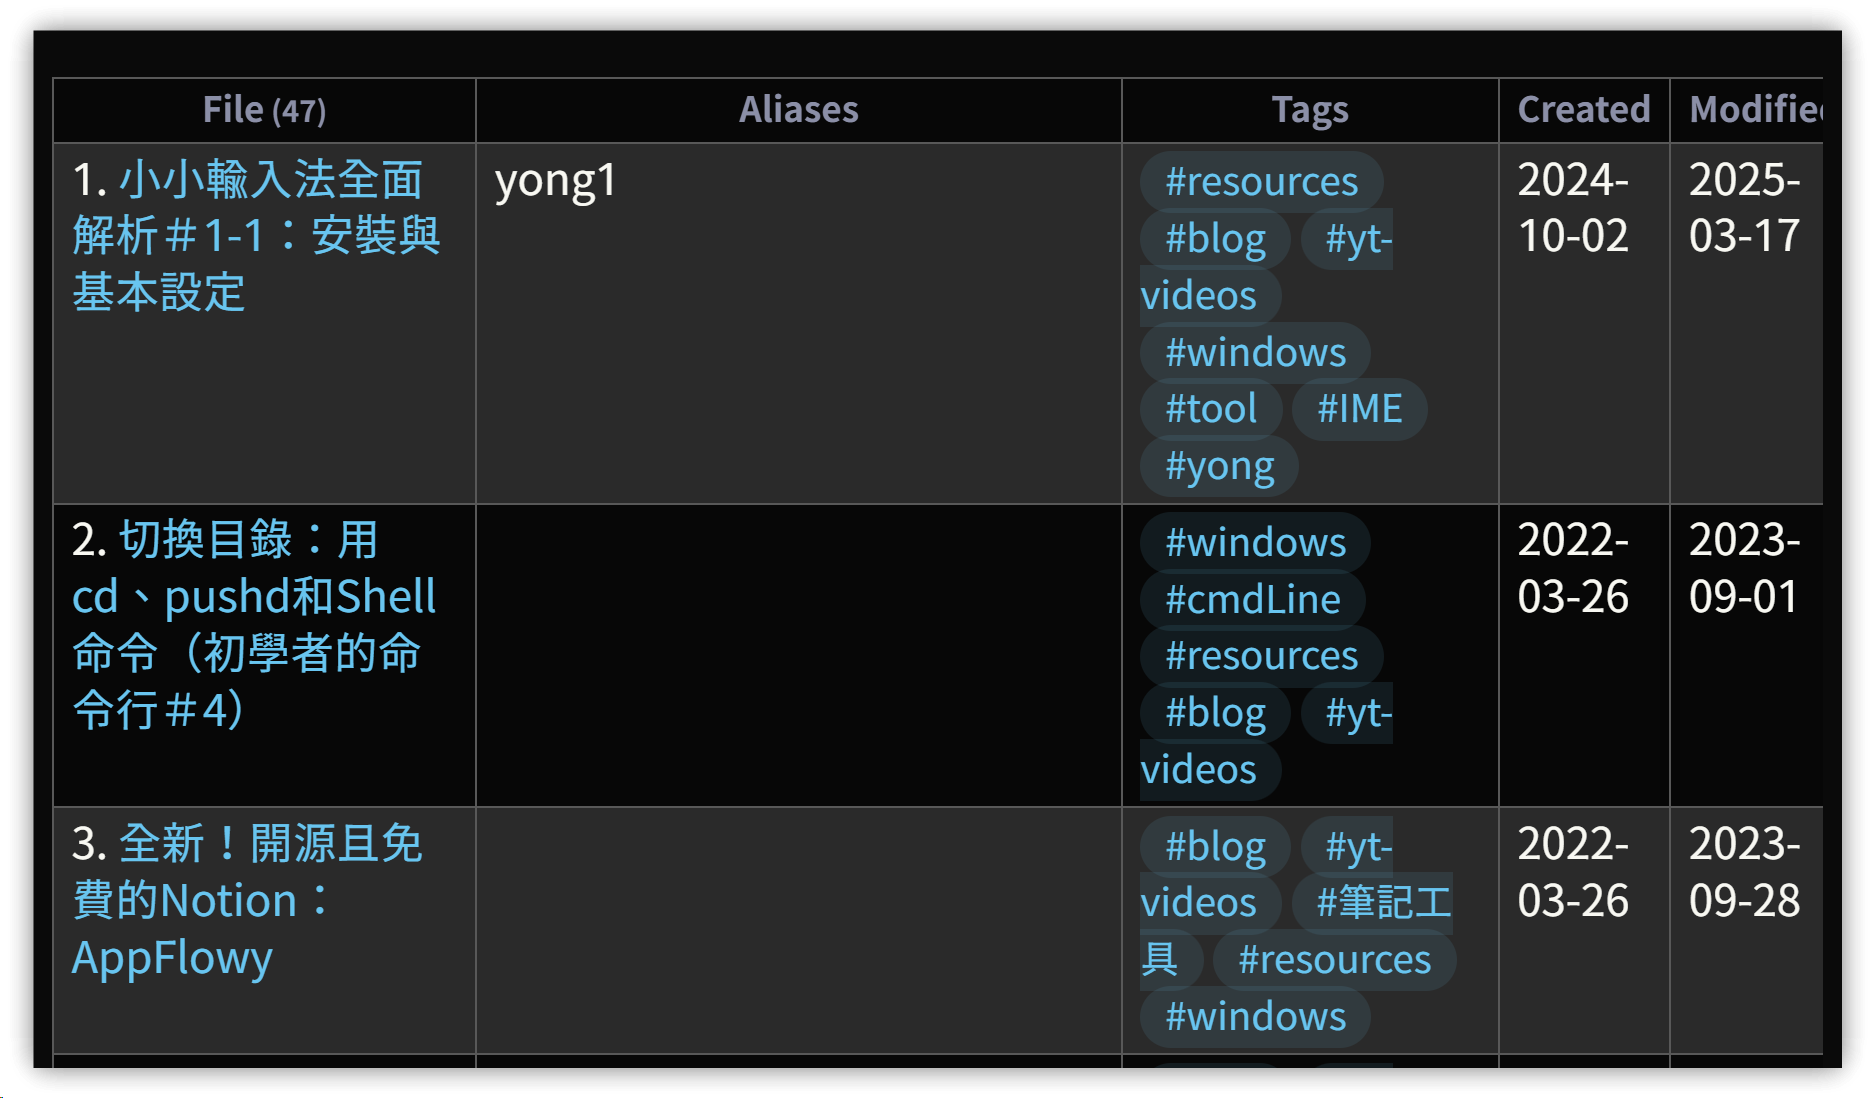 File (47) Aliases Tags Created Modified
1. 小小輸入法全面
解析＃1-1：安裝與
基本設定
yong1
#resources
#blog #yt-
videos
#windows
#tool #IME
#yong
2024-
10-02
2025-
03-17
2. 切換目錄：用
cd、pushd和Shell
命令（初學者的命
令行＃4）
#windows
#cmdLine
#resources
#blog #yt-
videos
2022-
03-26
2023-
09-01
3. 全新！開源且免
費的Notion：
AppFlowy
#blog #yt-
videos #筆記工
具 #resources
#windows
2022-
03-26
2023-
09-28